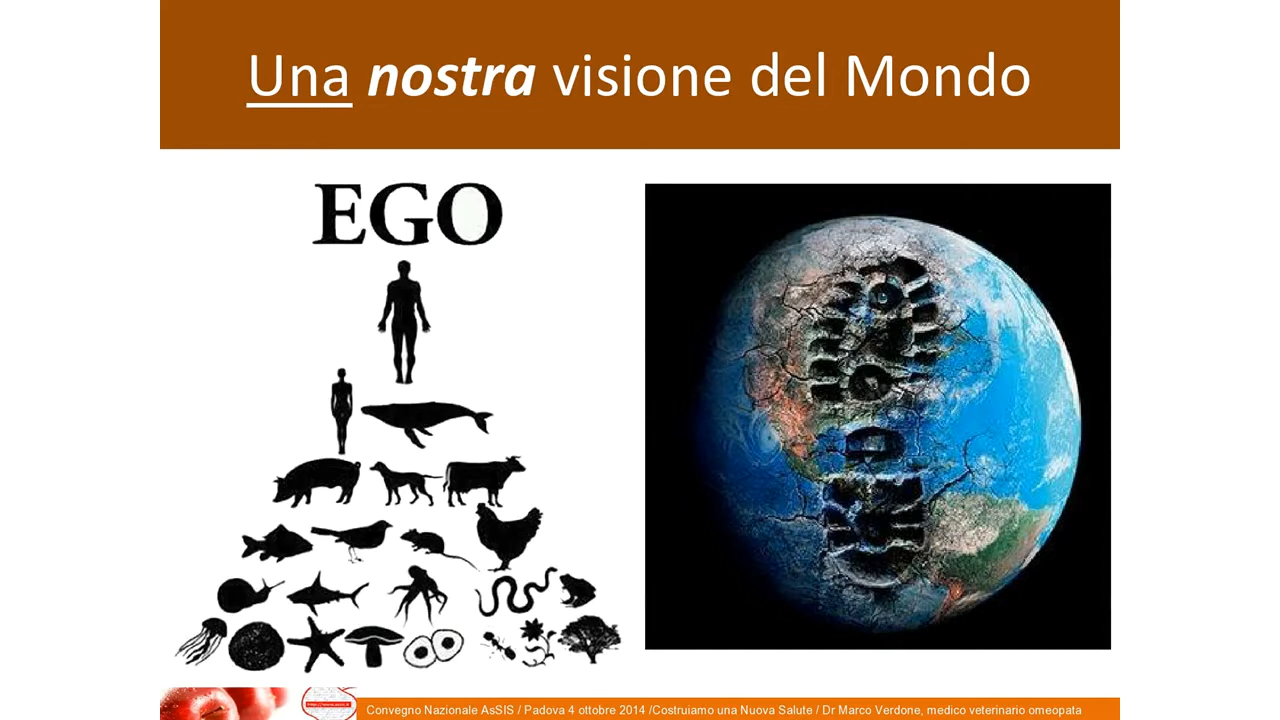 Una nostra visione del Mondo
EGO
Convegno Nazionale AsSIS / Padova 4 ottobre 2014 /Costruiamo una Nuova Salute / Dr Marco Verdone, medico veterinario omeopata